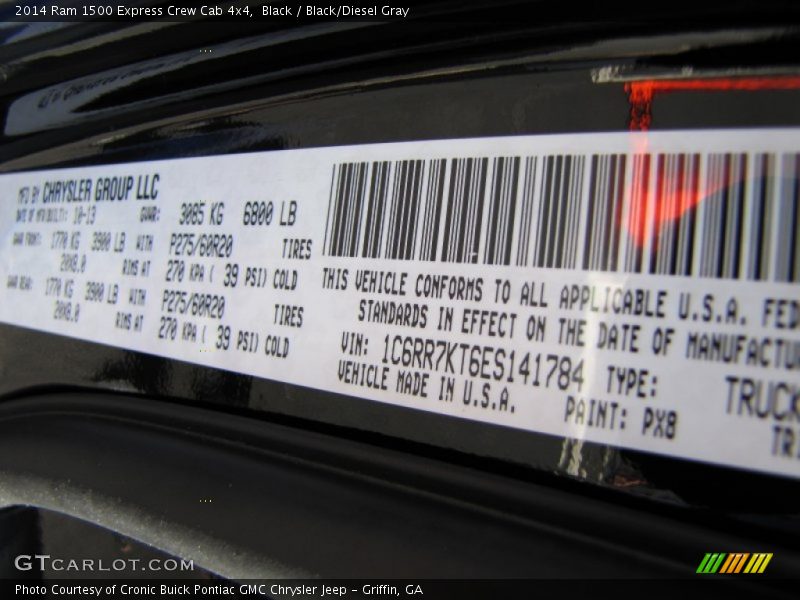 2014 Ram 1500 Express Crew Cab 4x4, Black / Black/Diesel Gray
MFD BY CHRYSLER GROUP LLC
DATE OF MFR/BUILT: 10-13 GVWR: 3085 KG 6800 LB
GAWR FRONT: 1770 KG 3900 LB WITH P275/60R20 TIRES
20X8.0 RIMS AT 270 KPA ( 39 PSI) COLD
GAWR REAR: 1770 KG 3900 LB WITH P275/60R20 TIRES
20X8.0 RIMS AT 270 KPA ( 39 PSI) COLD
THIS VEHICLE CONFORMS TO ALL APPLICABLE U.S.A. FED
STANDARDS IN EFFECT ON THE DATE OF MANUFACTU
VIN: 1C6RR7KT6ES141784 TYPE: TRUCK
VEHICLE MADE IN U.S.A. PAINT: PX8 TRI
GTCARLOT.COM
Photo Courtesy of Cronic Buick Pontiac GMC Chrysler Jeep - Griffin, GA